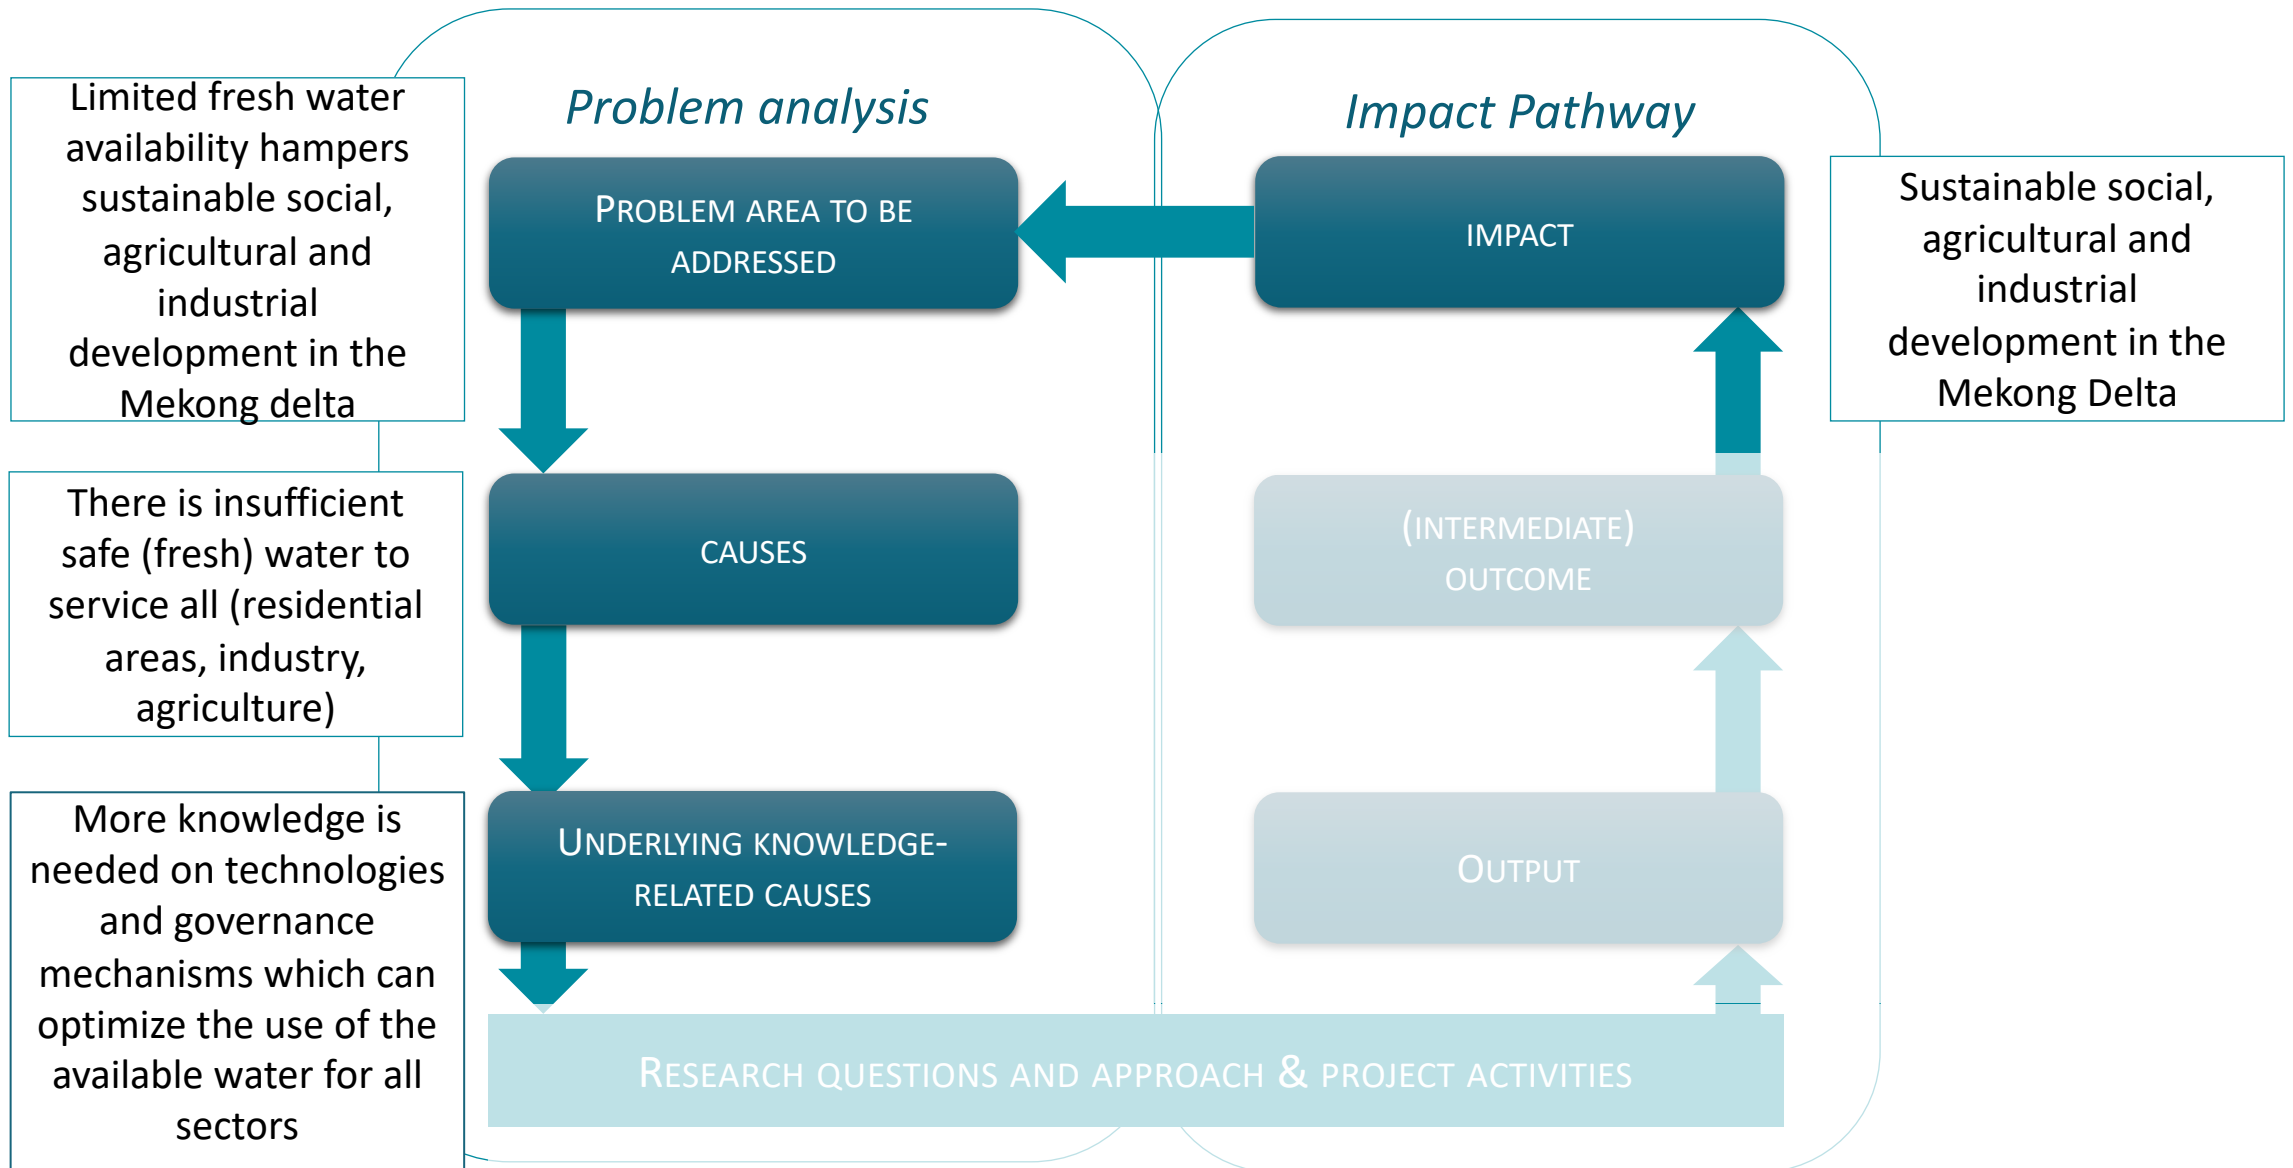 Problem analysis
Impact Pathway
Limited fresh water
availability hampers
sustainable social,
agricultural and
industrial
development in the
Mekong delta
PROBLEM AREA TO BE
ADDRESSED
IMPACT
Sustainable social,
agricultural and
industrial
development in the
Mekong Delta
There is insufficient
safe (fresh) water to
service all (residential
areas, industry,
agriculture)
CAUSES
(INTERMEDIATE)
OUTCOME
More knowledge is
needed on technologies
and governance
mechanisms which can
optimize the use of the
available water for all
sectors
UNDERLYING KNOWLEDGE-
RELATED CAUSES
OUTPUT
RESEARCH QUESTIONS AND APPROACH & PROJECT ACTIVITIES